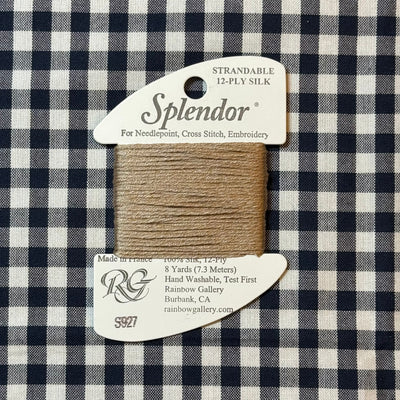 STRANDABLE
12-PLY SILK
Splendor®
For Needlepoint, Cross Stitch, Embroidery
Made in France
100% Silk, 12-Ply
8 Yards (7.3 Meters)
RG
Hand Washable, Test First
Rainbow Gallery
Burbank, CA
rainbowgallery.com
S927